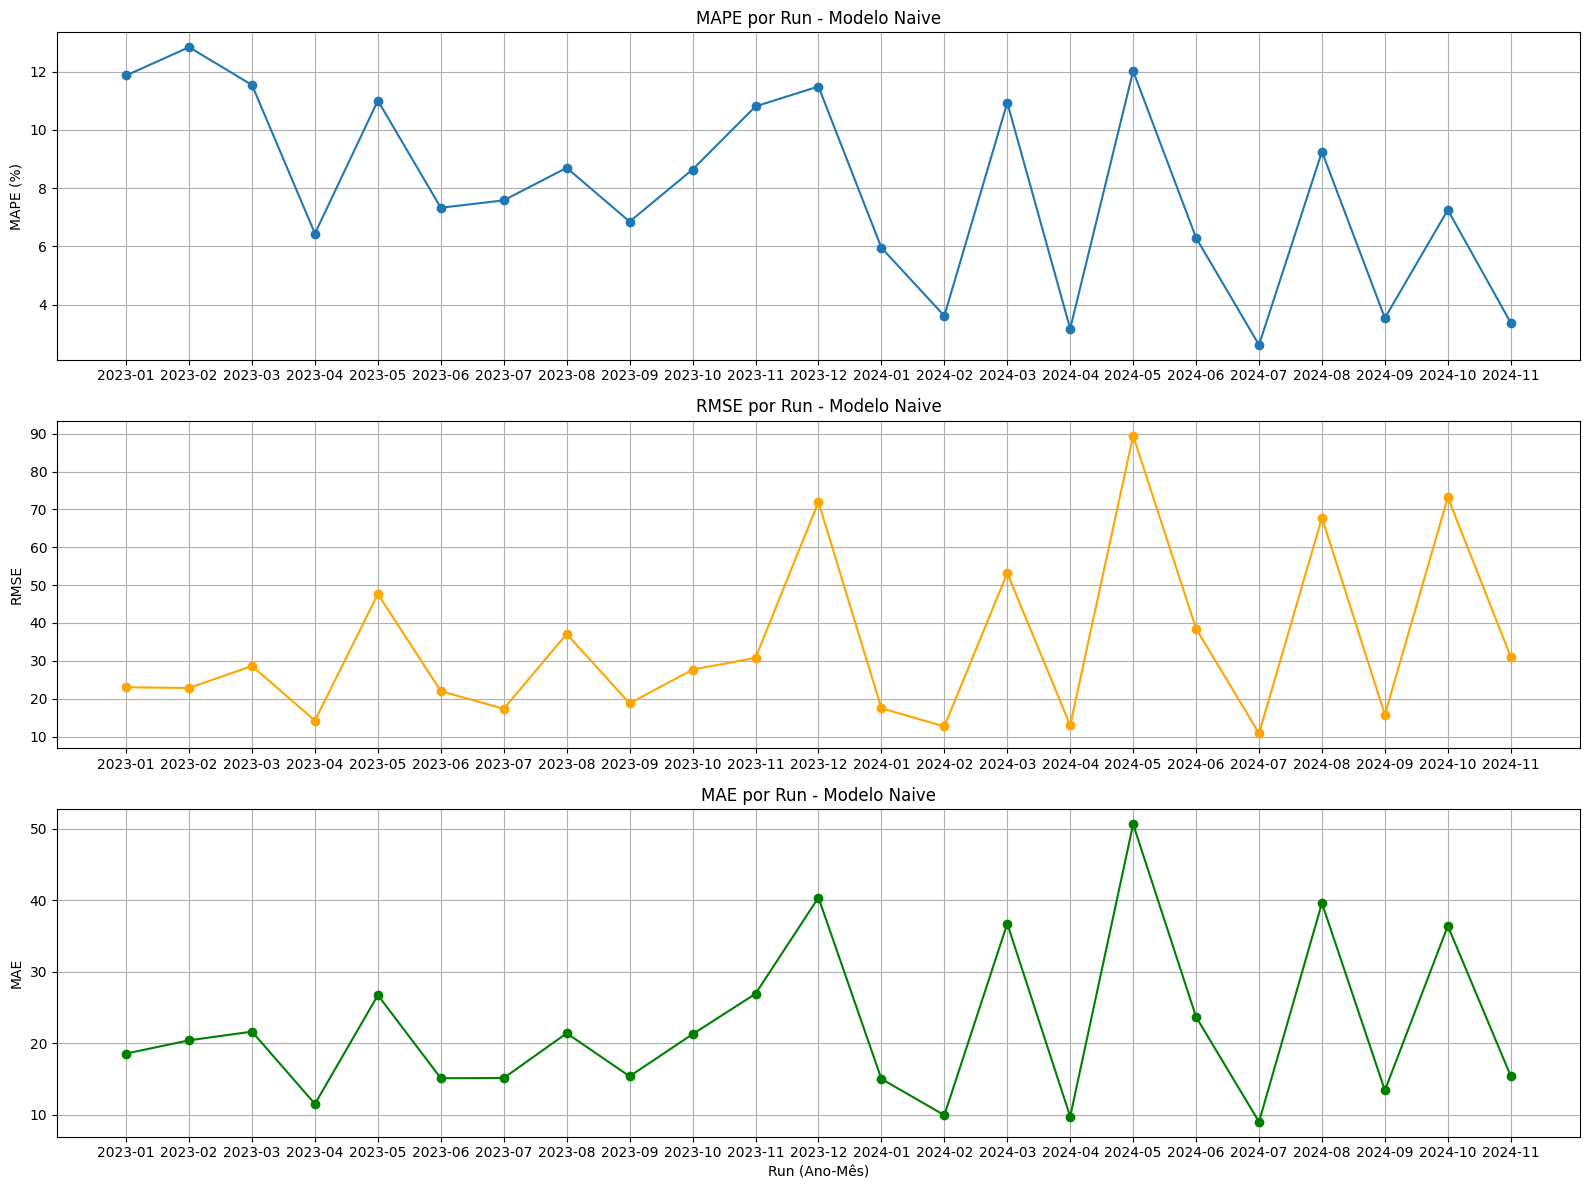 MAPE por Run - Modelo Naive
MAPE (%)
12
10
8
6
4
2023-01 2023-02 2023-03 2023-04 2023-05 2023-06 2023-07 2023-08 2023-09 2023-10 2023-11 2023-12 2024-01 2024-02 2024-03 2024-04 2024-05 2024-06 2024-07 2024-08 2024-09 2024-10 2024-11
RMSE por Run - Modelo Naive
RMSE
90
80
70
60
50
40
30
20
10
2023-01 2023-02 2023-03 2023-04 2023-05 2023-06 2023-07 2023-08 2023-09 2023-10 2023-11 2023-12 2024-01 2024-02 2024-03 2024-04 2024-05 2024-06 2024-07 2024-08 2024-09 2024-10 2024-11
MAE por Run - Modelo Naive
MAE
50
40
30
20
10
2023-01 2023-02 2023-03 2023-04 2023-05 2023-06 2023-07 2023-08 2023-09 2023-10 2023-11 2023-12 2024-01 2024-02 2024-03 2024-04 2024-05 2024-06 2024-07 2024-08 2024-09 2024-10 2024-11
Run (Ano-Mês)